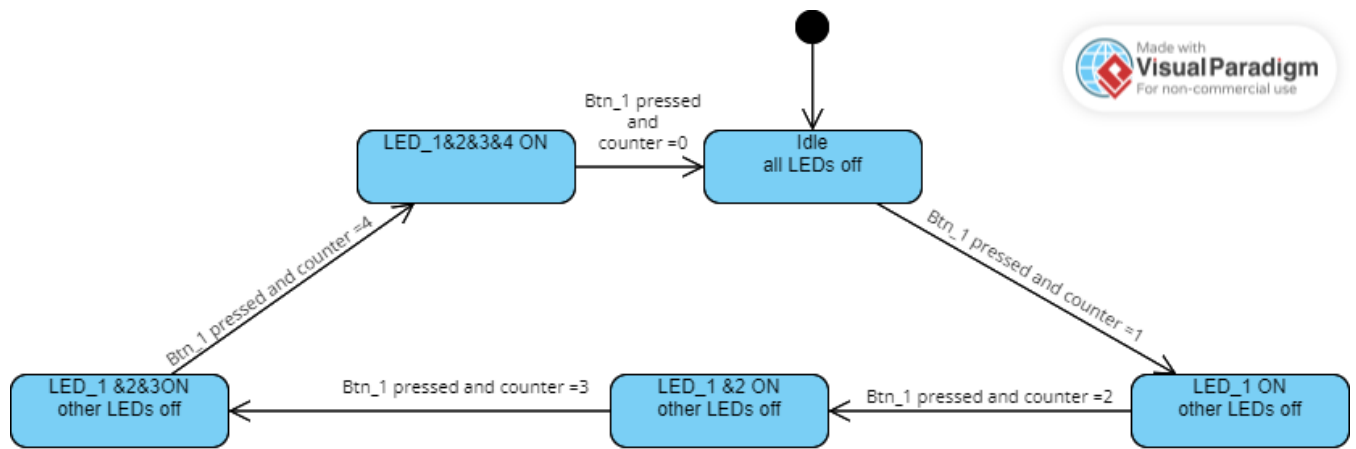 Made with
Visual Paradigm
For non-commercial use
Btn_1 pressed
and
counter =0
LED_1&2&3&4 ON
Idle
all LEDs off
Btn_1 pressed and counter =4
Btn_1 pressed and counter =1
LED_1 &2&3ON
other LEDs off
Btn_1 pressed and counter =3
LED_1 &2 ON
other LEDs off
Btn_1 pressed and counter =2
LED_1 ON
other LEDs off